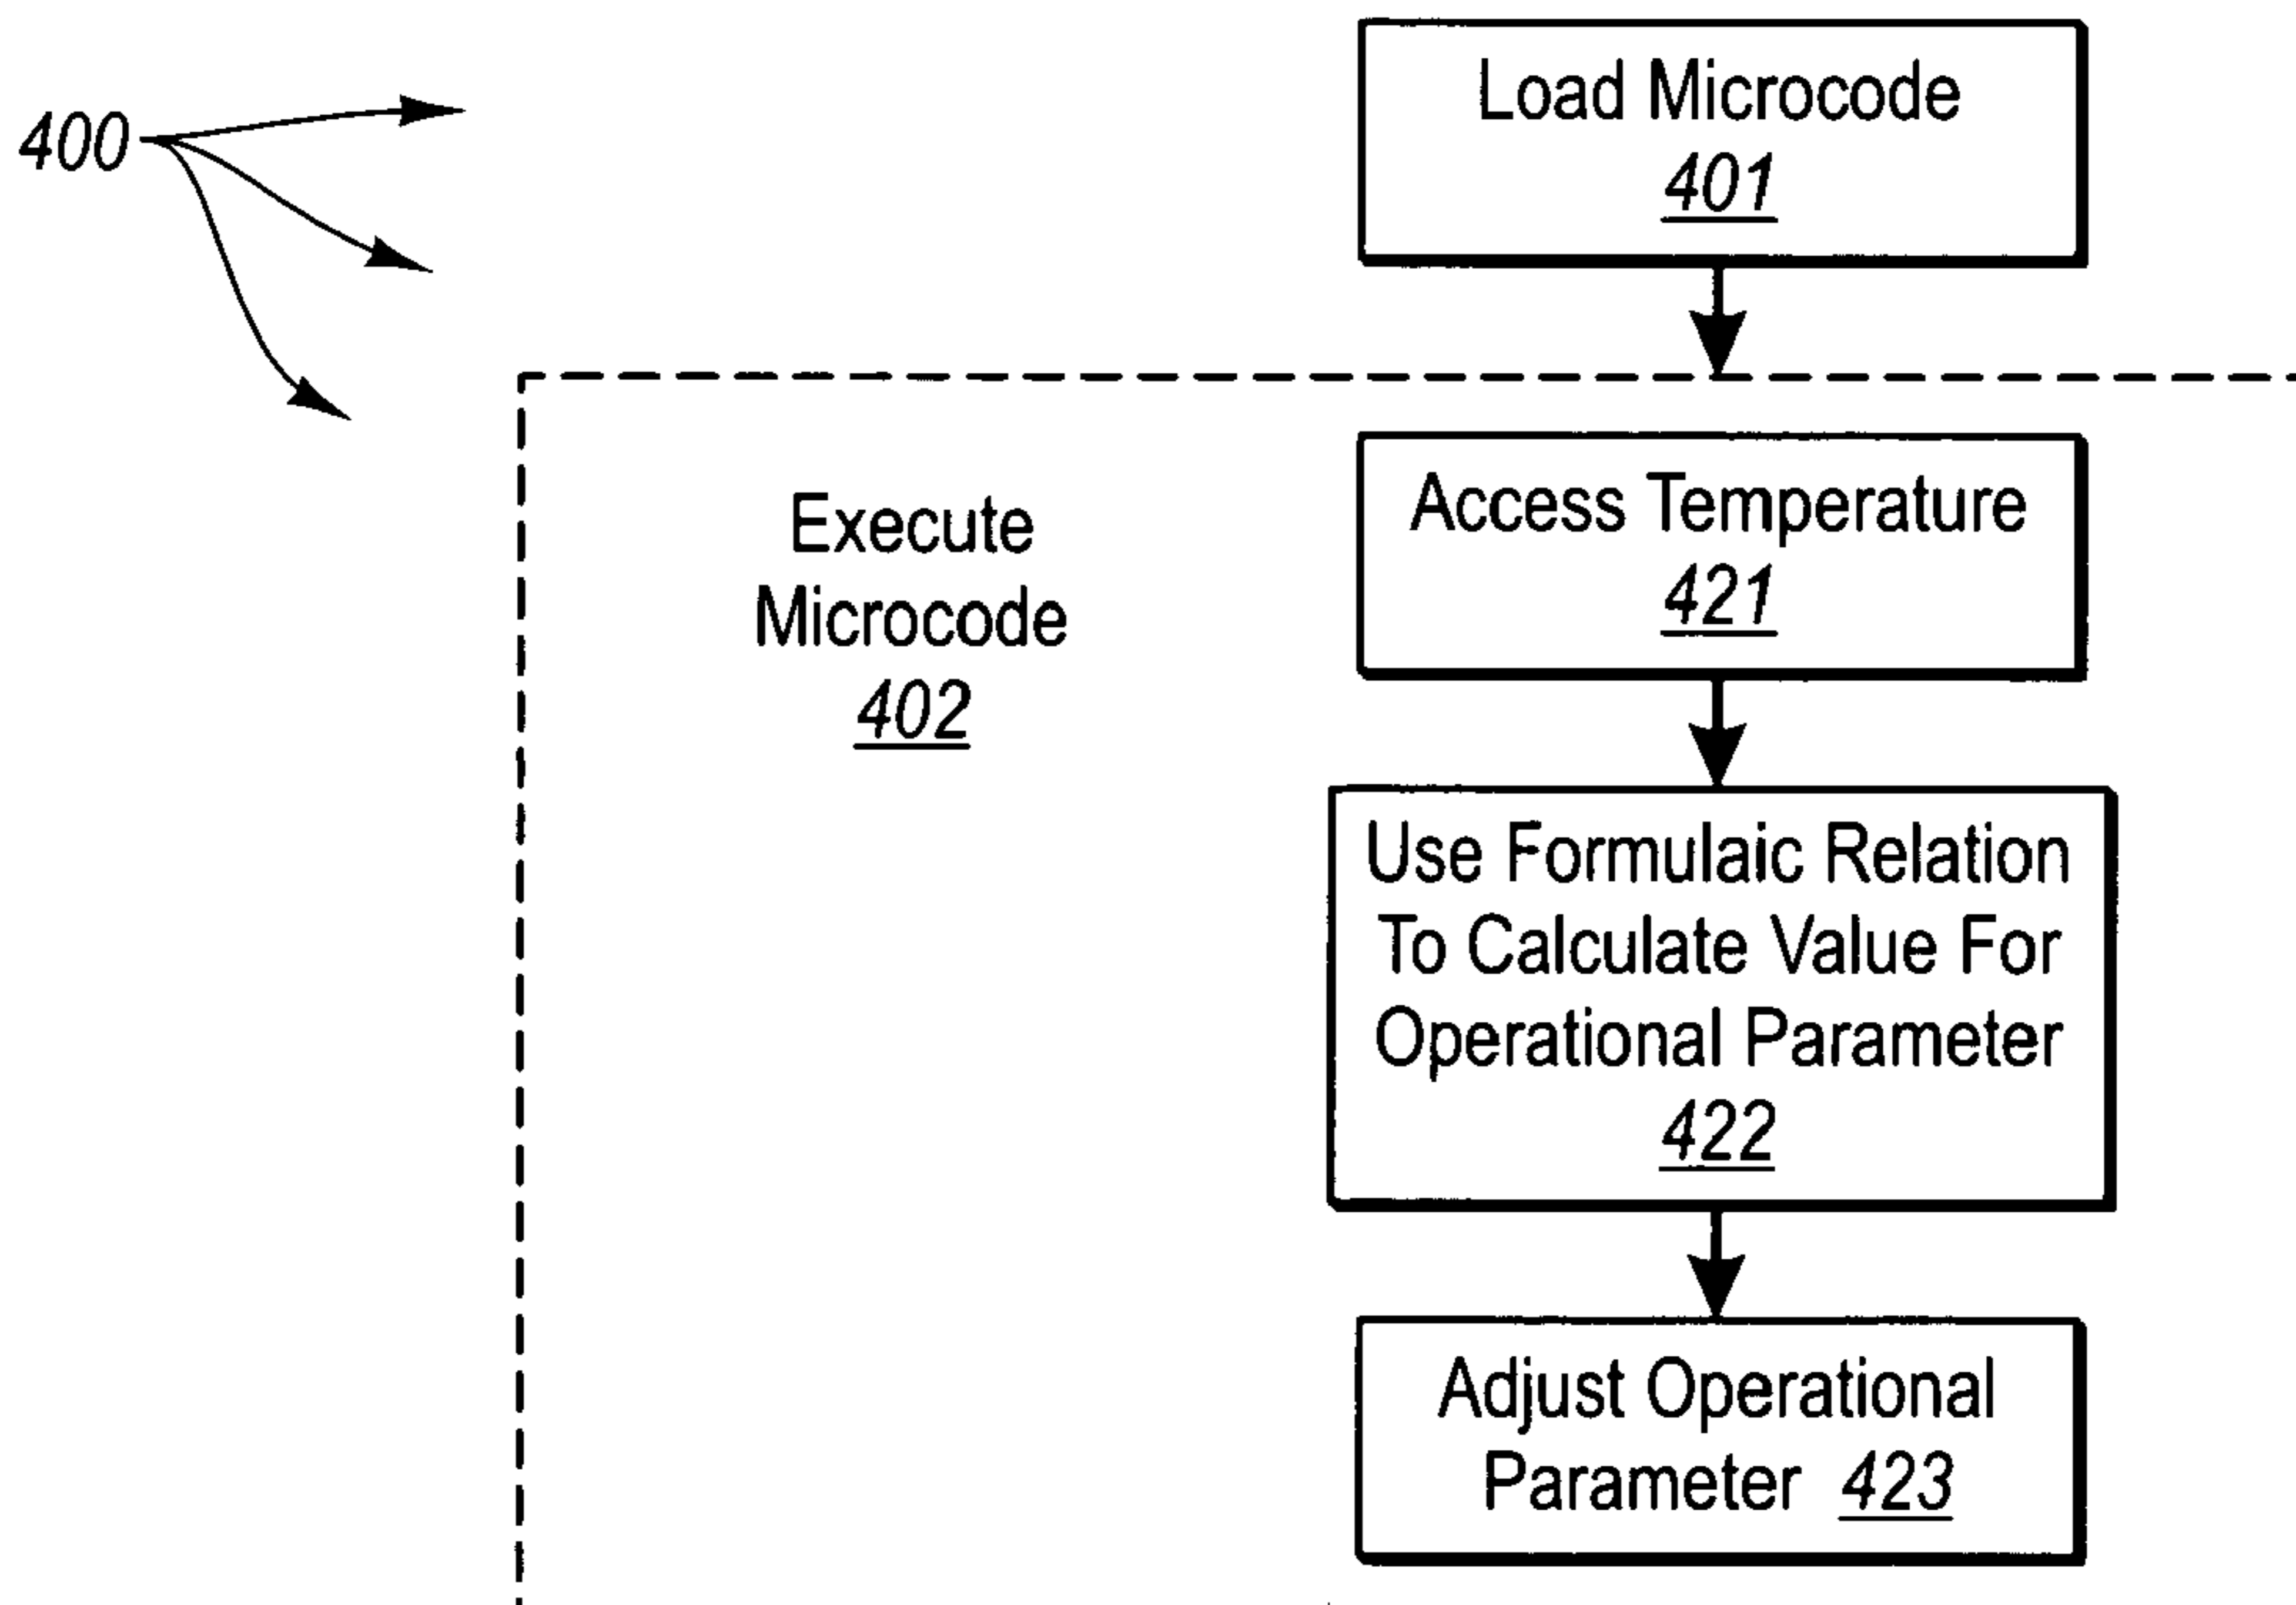 400
Load Microcode
401
Execute
Microcode
402
Access Temperature
421
Use Formulaic Relation
To Calculate Value For
Operational Parameter
422
Adjust Operational
Parameter 423